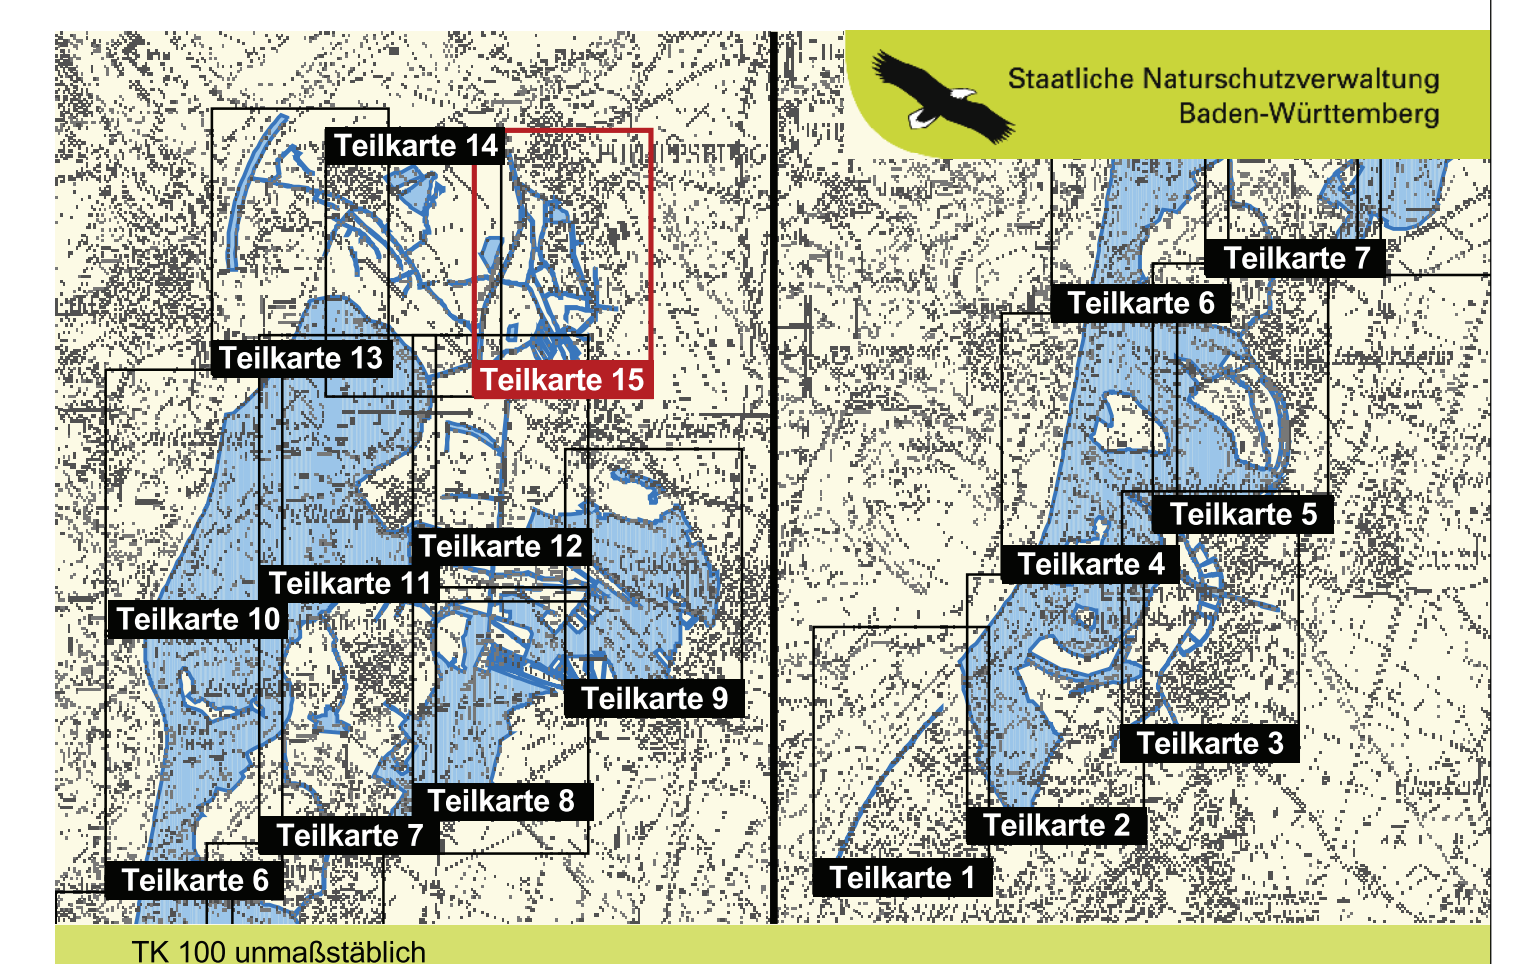 Staatliche Naturschutzverwaltung
Baden-Württemberg
Teilkarte 14
Teilkarte 13
Teilkarte 15
Teilkarte 12
Teilkarte 11
Teilkarte 10
Teilkarte 9
Teilkarte 8
Teilkarte 7
Teilkarte 6
Teilkarte 7
Teilkarte 6
Teilkarte 5
Teilkarte 4
Teilkarte 3
Teilkarte 2
Teilkarte 1
TK 100 unmaßstäblich